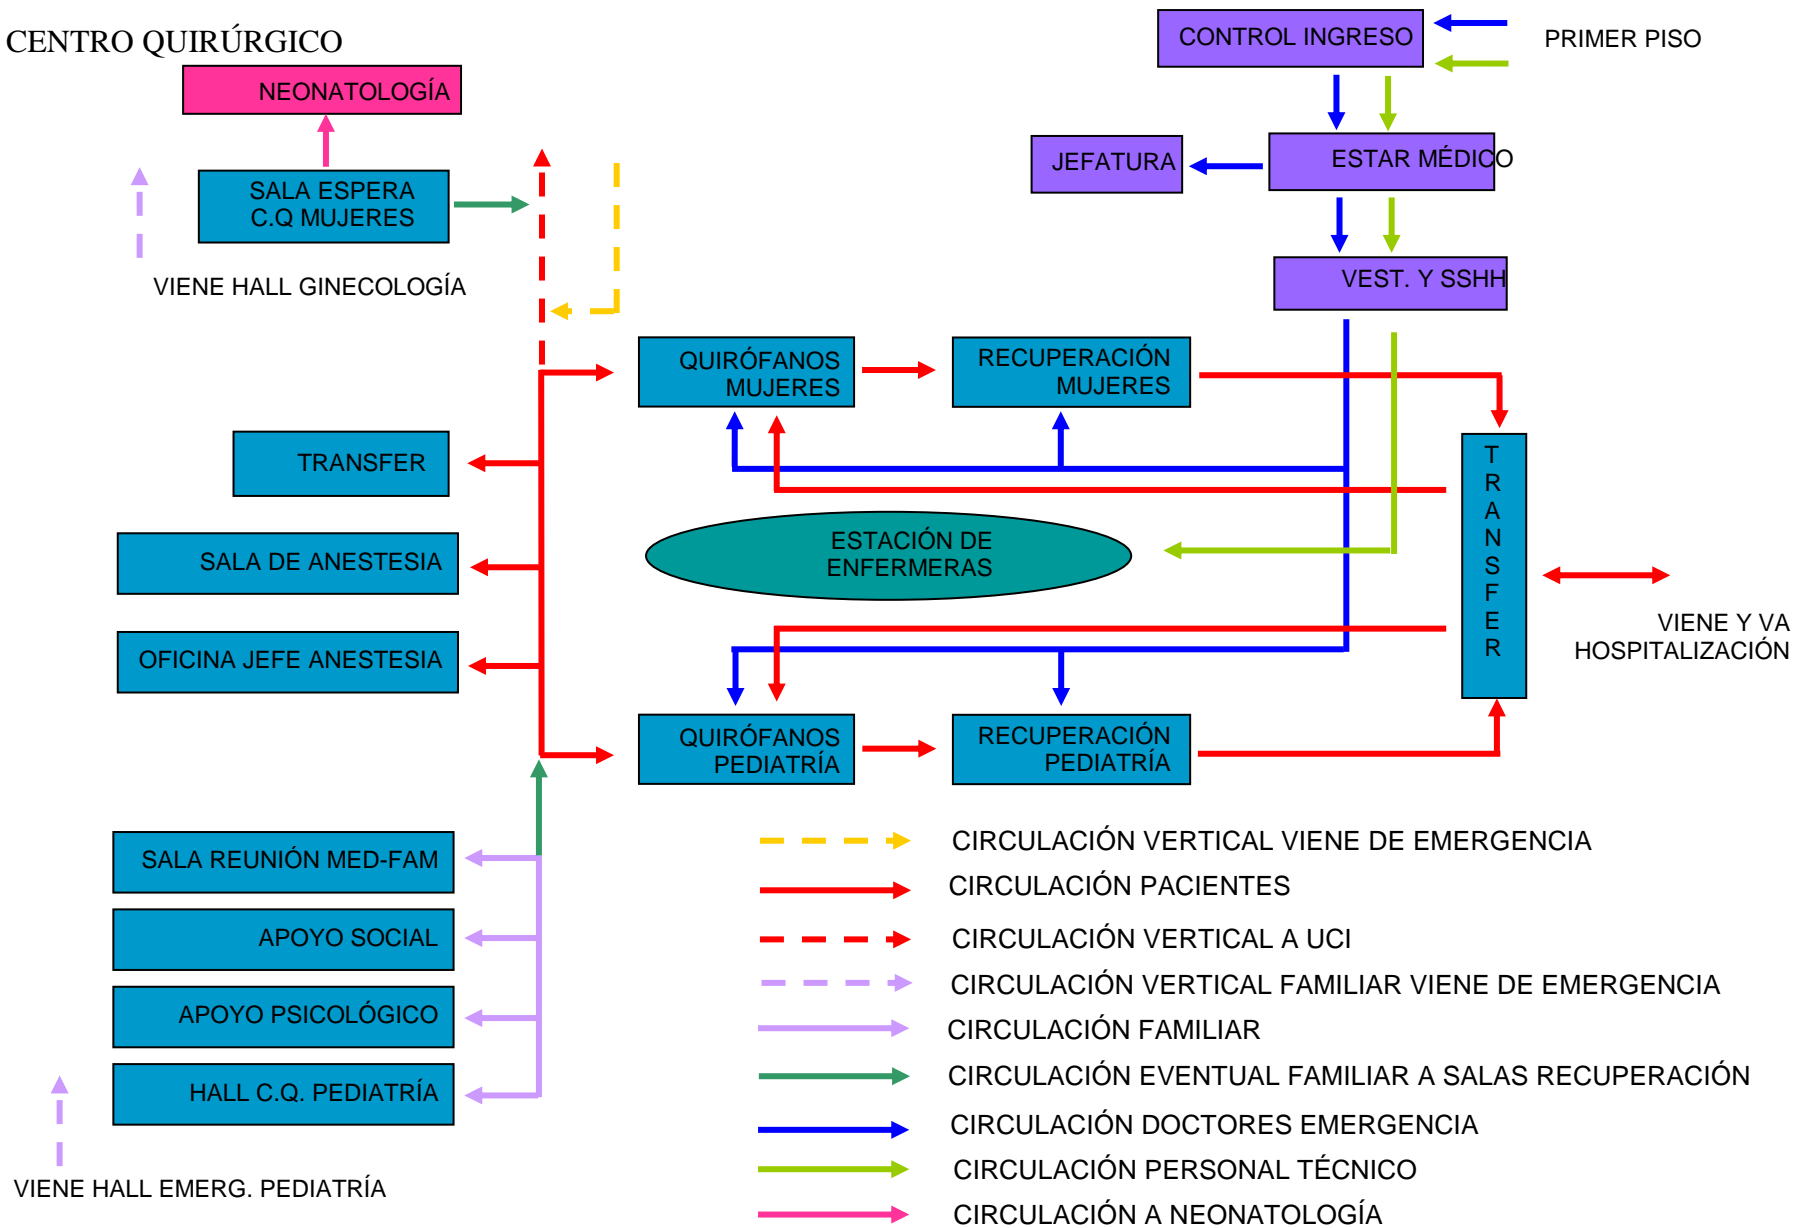 CENTRO QUIRÚRGICO
CONTROL INGRESO
PRIMER PISO
NEONATOLOGÍA
JEFATURA
ESTAR MÉDICO
SALA ESPERA
C.Q MUJERES
VIENE HALL GINECOLOGÍA
VEST. Y SSHH
QUIRÓFANOS
MUJERES
RECUPERACIÓN
MUJERES
TRANSFER
T
R
A
N
S
F
E
R
SALA DE ANESTESIA
ESTACIÓN DE
ENFERMERAS
OFICINA JEFE ANESTESIA
VIENE Y VA
HOSPITALIZACIÓN
QUIRÓFANOS
PEDIATRÍA
RECUPERACIÓN
PEDIATRÍA
SALA REUNIÓN MED-FAM
APOYO SOCIAL
APOYO PSICOLÓGICO
HALL C.Q. PEDIATRÍA
VIENE HALL EMERG. PEDIATRÍA
CIRCULACIÓN VERTICAL VIENE DE EMERGENCIA
CIRCULACIÓN PACIENTES
CIRCULACIÓN VERTICAL A UCI
CIRCULACIÓN VERTICAL FAMILIAR VIENE DE EMERGENCIA
CIRCULACIÓN FAMILIAR
CIRCULACIÓN EVENTUAL FAMILIAR A SALAS RECUPERACIÓN
CIRCULACIÓN DOCTORES EMERGENCIA
CIRCULACIÓN PERSONAL TÉCNICO
CIRCULACIÓN A NEONATOLOGÍA